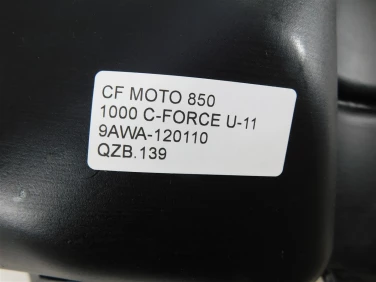 CF MOTO 850
1000 C-FORCE U-11
9AWA-120110
QZB.139